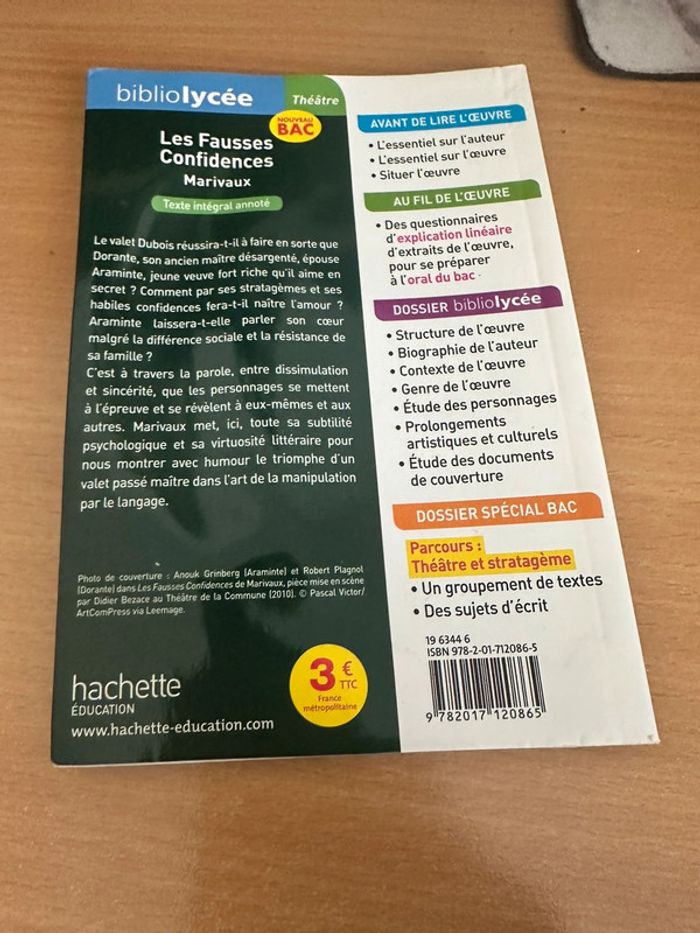 bibliolycée
Théâtre
NOUVEAU
BAC
Les Fausses
Confidences
Marivaux
Texte intégral annoté
Le valet Dubois réussira-t-il à faire en sorte que
Dorante, son ancien maître désargenté, épouse
Araminte, jeune veuve fort riche qu'il aime en
secret ? Comment par ses stratagèmes et ses
habiles confidences fera-t-il naître l'amour ?
Araminte laissera-t-elle parler son cœur
malgré la différence sociale et la résistance de
sa famille ?
C'est à travers la parole, entre dissimulation
et sincérité, que les personnages se mettent
à l'épreuve et se révèlent à eux-mêmes et aux
autres. Marivaux met, ici, toute sa subtilité
psychologique et sa virtuosité littéraire pour
nous montrer avec humour le triomphe d'un
valet passé maître dans l'art de la manipulation
par le langage.
Photo de couverture : Anouk Grinberg (Araminte) et Robert Plagnol
(Dorante) dans Les Fausses Confidences de Marivaux, pièce mise en scène
par Didier Bezace au Théâtre de la Commune (2010). © Pascal Victor/
ArtComPress via Leemage.
hachette
ÉDUCATION
www.hachette-education.com
3 €
TTC
France
métropolitaine
AVANT DE LIRE L'ŒUVRE
• L'essentiel sur l'auteur
• L'essentiel sur l'œuvre
• Situer l'œuvre
AU FIL DE L'ŒUVRE
• Des questionnaires
d'explication linéaire
d'extraits de l'œuvre,
pour se préparer
à l'oral du bac
DOSSIER bibliolycée
• Structure de l'œuvre
• Biographie de l'auteur
• Contexte de l'œuvre
• Genre de l'œuvre
• Étude des personnages
• Prolongements
artistiques et culturels
• Étude des documents
de couverture
DOSSIER SPÉCIAL BAC
Parcours :
Théâtre et stratagème
• Un groupement de textes
• Des sujets d'écrit
19 6344 6
ISBN 978-2-01-712086-5
9 782017 120865